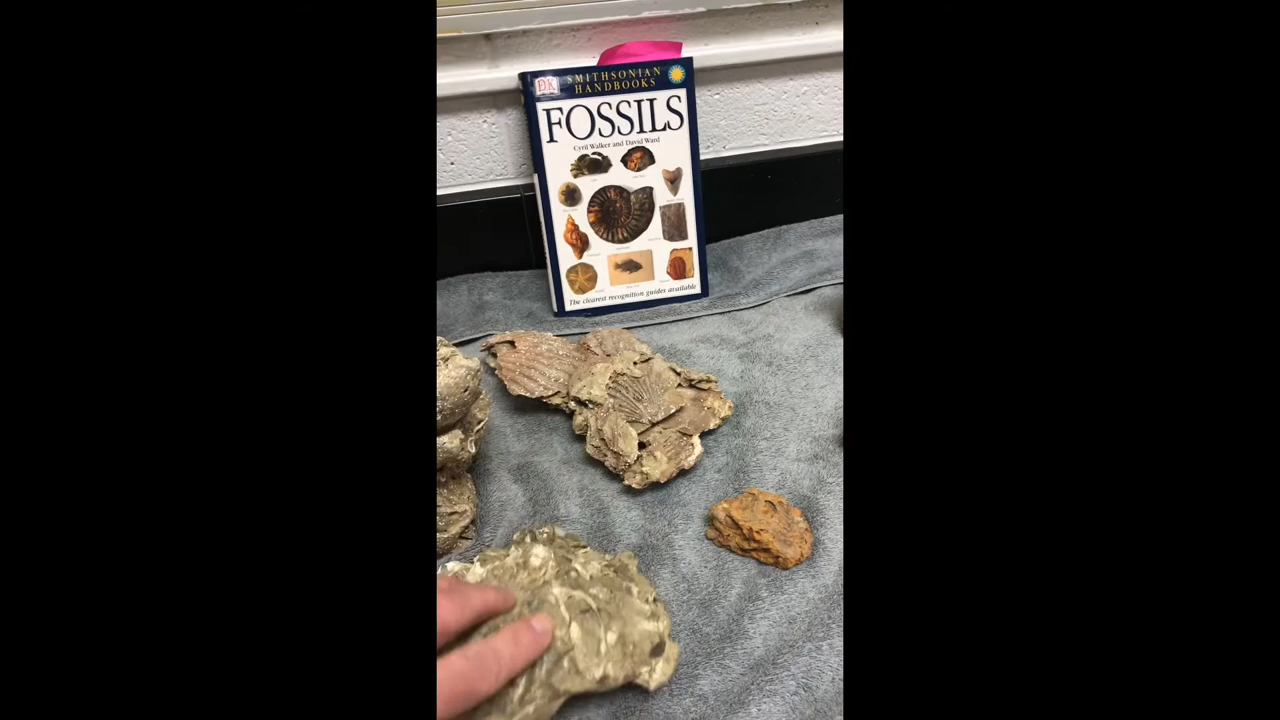 DK
SMITHSONIAN
HANDBOOKS
FOSSILS
Cyril Walker and David Ward
The clearest recognition guides available